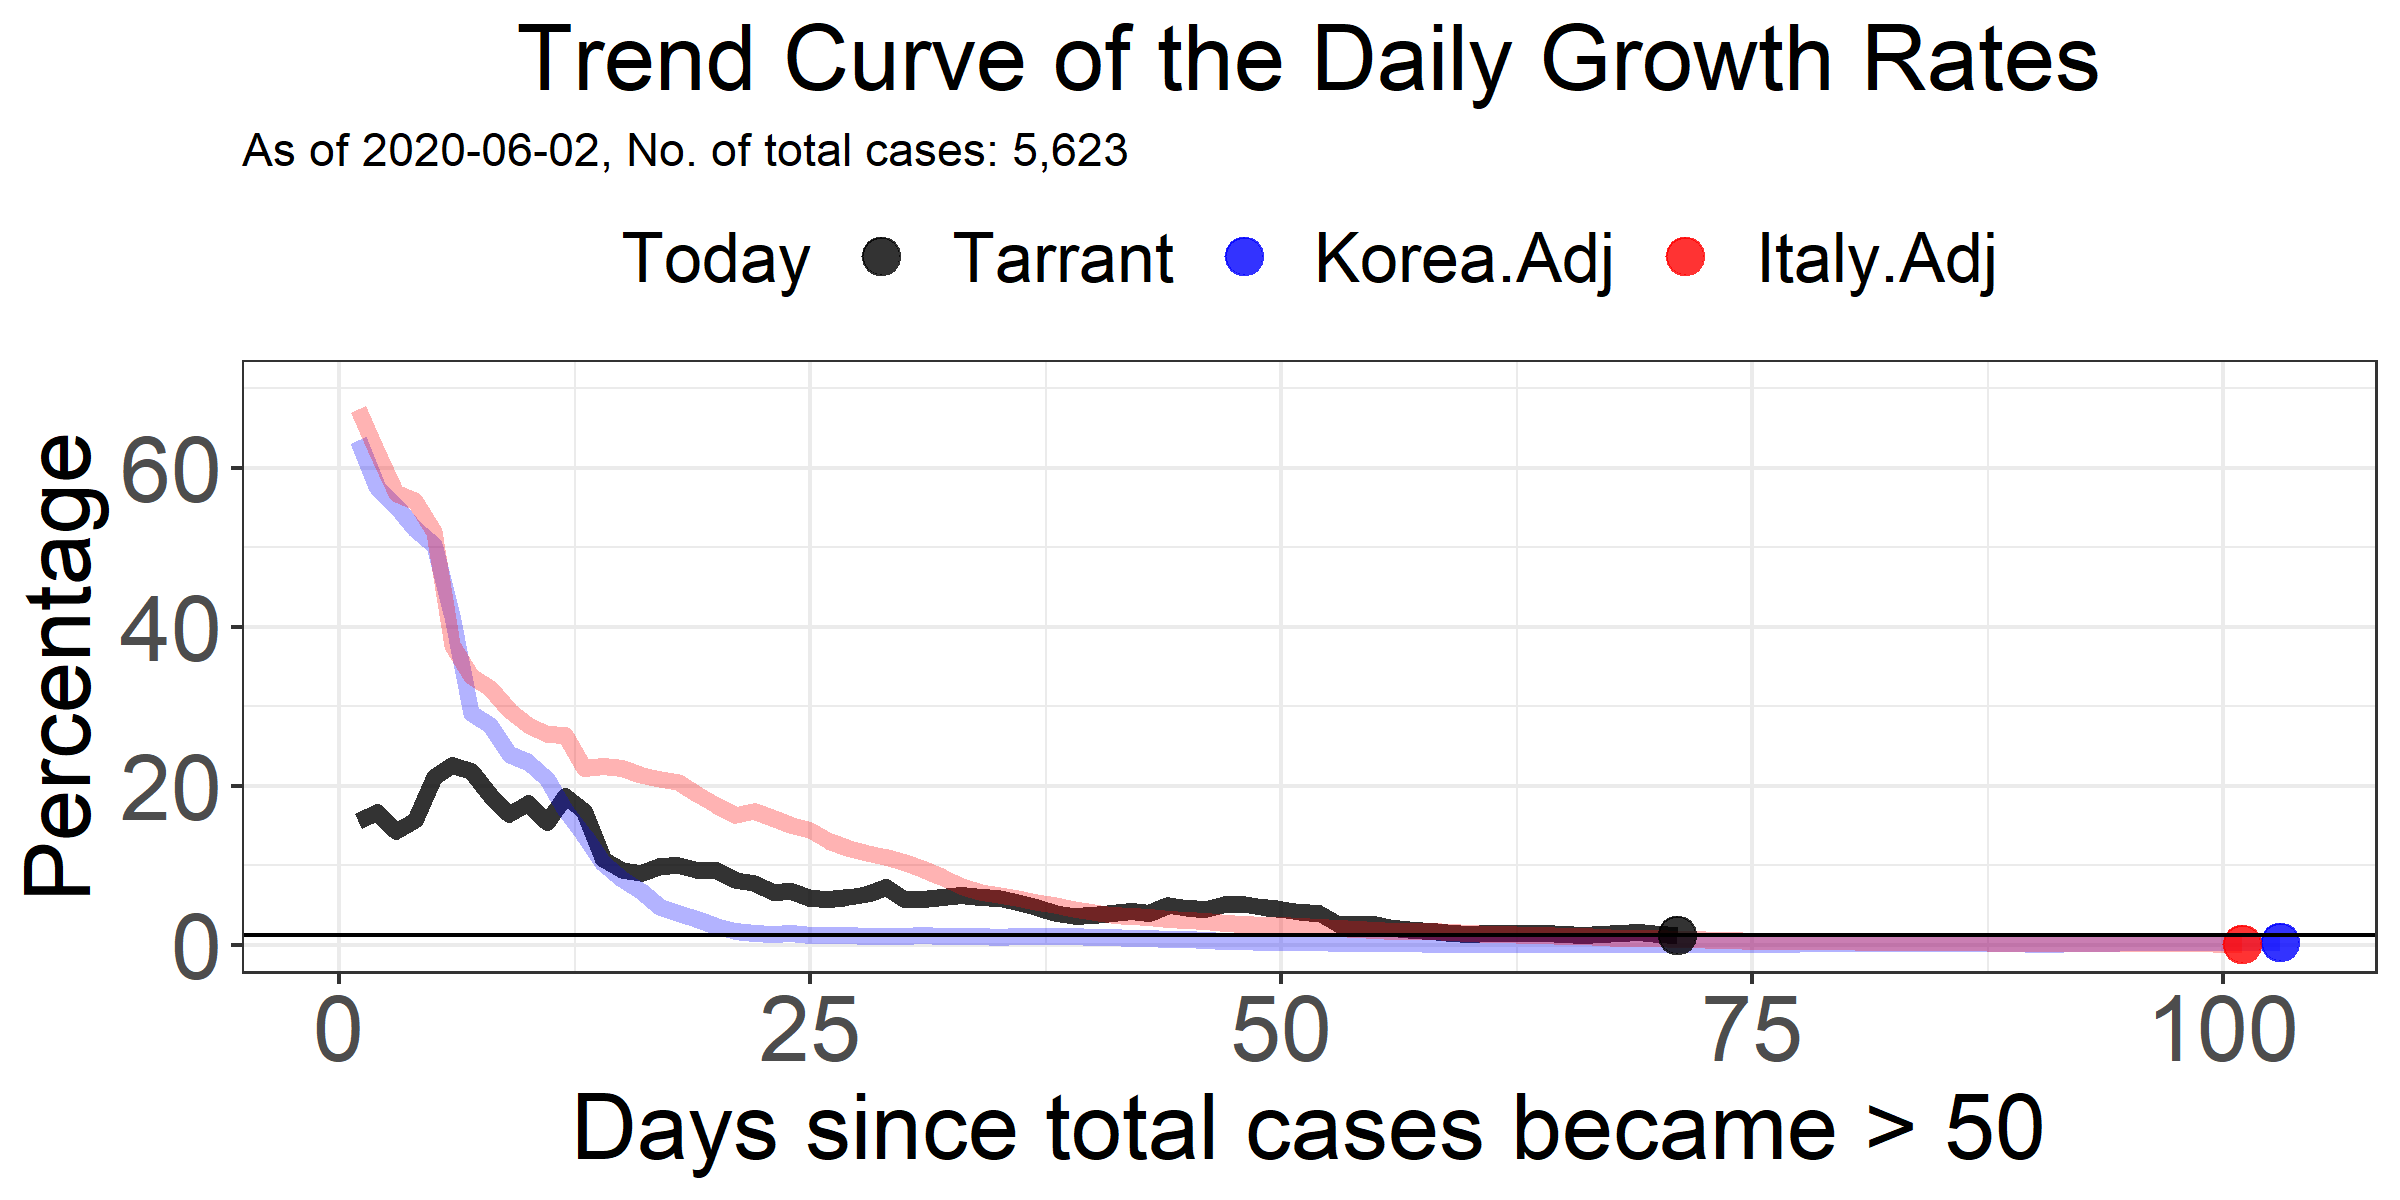 Trend Curve of the Daily Growth Rates
As of 2020-06-02, No. of total cases: 5,623
Today Tarrant Korea.Adj Italy.Adj
Percentage
60
40
20
0
0 25 50 75 100
Days since total cases became > 50